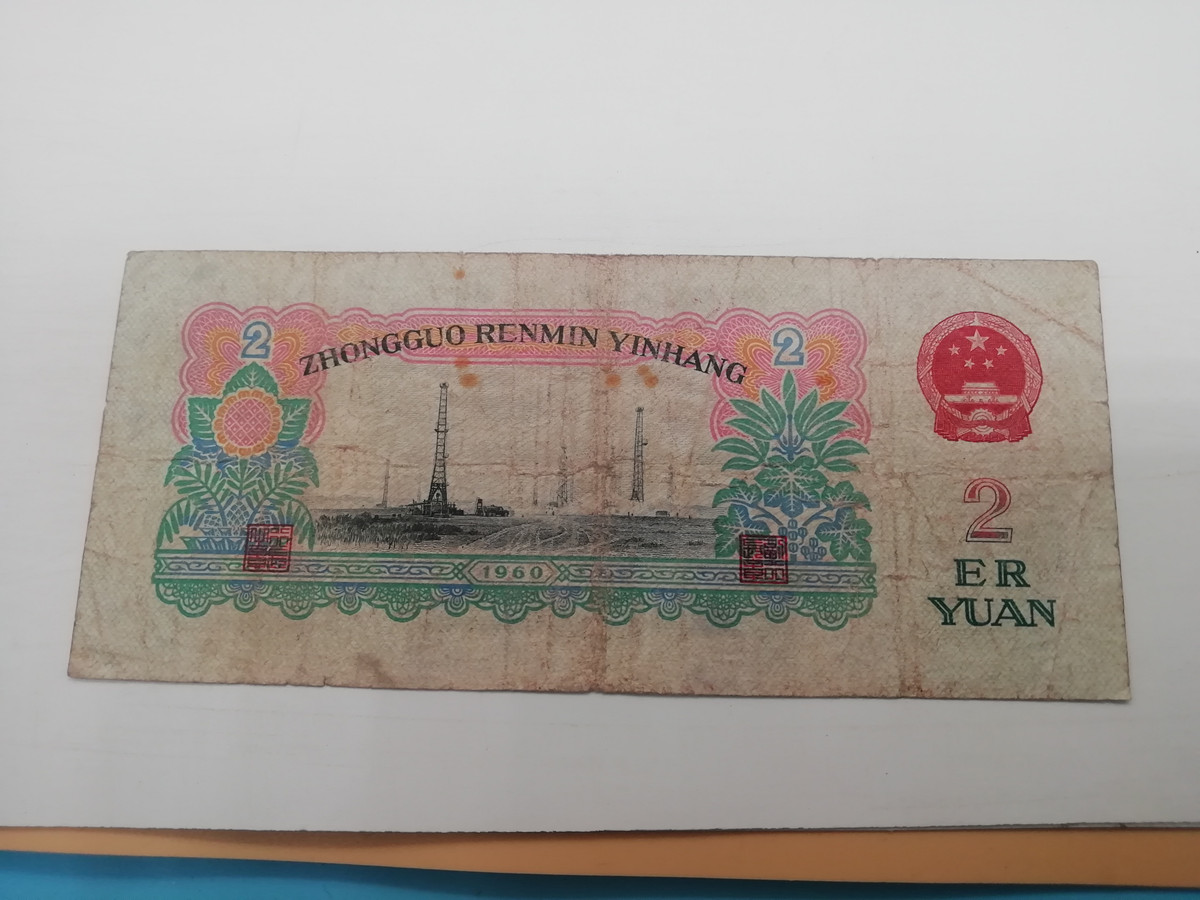 2
2
ZHONGGUO RENMIN YINHANG
1960
2
ER
YUAN